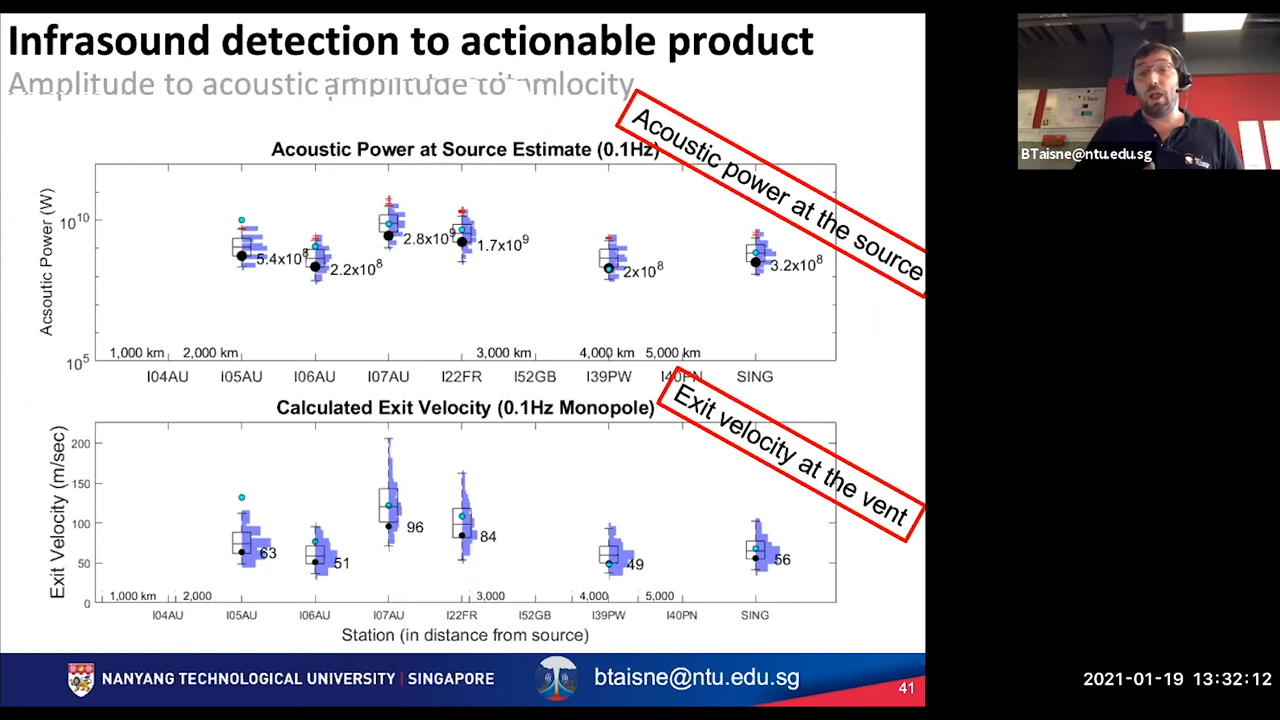 Infrasound detection to actionable product
Amplitude to acoustic amplitude to
Acoustic power at the source
Acoustic Power at Source Estimate (0.1Hz)
BTaisne@ntu.edu.sg
Acsoutic Power (W)
10^10
10^5
5.4x10^8
2.2x10^8
2.8x10^9
1.7x10^9
2x10^8
3.2x10^8
1,000 km 2,000 km 3,000 km 4,000 km 5,000 km
I04AU I05AU I06AU I07AU I22FR I52GB I39PW I40PN SING
Exit velocity at the vent
Calculated Exit Velocity (0.1Hz Monopole)
Exit Velocity (m/sec)
200
150
100
50
0
63
51
96
84
49
56
1,000 km 2,000 3,000 4,000 5,000
I04AU I05AU I06AU I07AU I22FR I52GB I39PW I40PN SING
Station (in distance from source)
NANYANG TECHNOLOGICAL UNIVERSITY | SINGAPORE
btaisne@ntu.edu.sg
41
2021-01-19 13:32:12